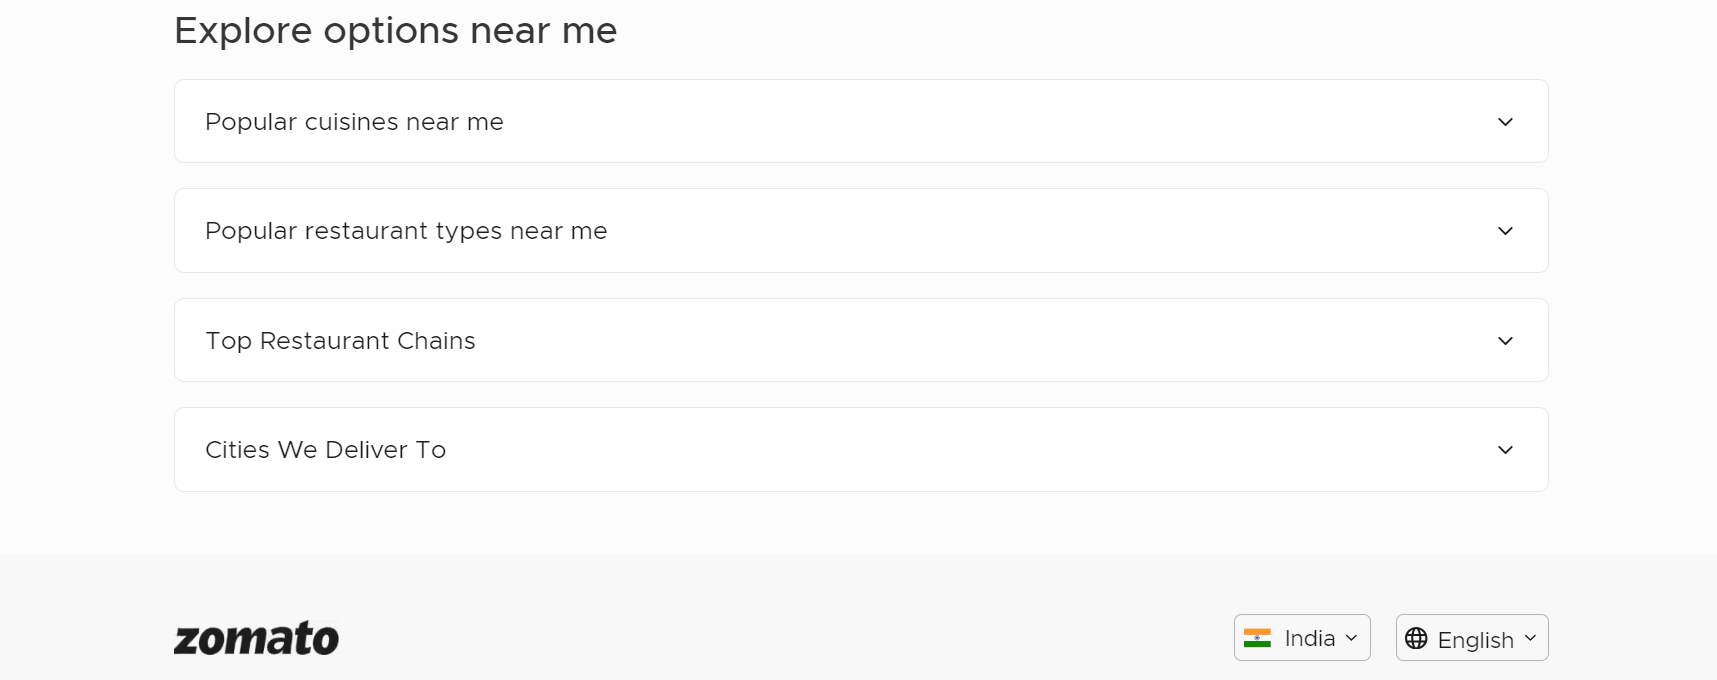 Explore options near me
Popular cuisines near me
Popular restaurant types near me
Top Restaurant Chains
Cities We Deliver To
zomato
India
English